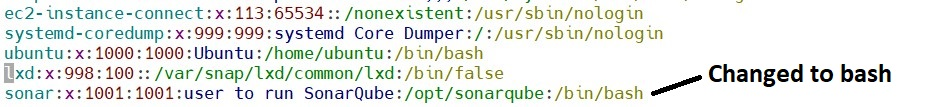 ec2-instance-connect:x:113:65534::/nonexistent:/usr/sbin/nologin
systemd-coredump:x:999:999:systemd Core Dumper:/:/usr/sbin/nologin
ubuntu:x:1000:1000:Ubuntu:/home/ubuntu:/bin/bash
lxd:x:998:100::/var/snap/lxd/common/lxd:/bin/false
sonar:x:1001:1001:user to run SonarQube:/opt/sonarqube:/bin/bash
Changed to bash